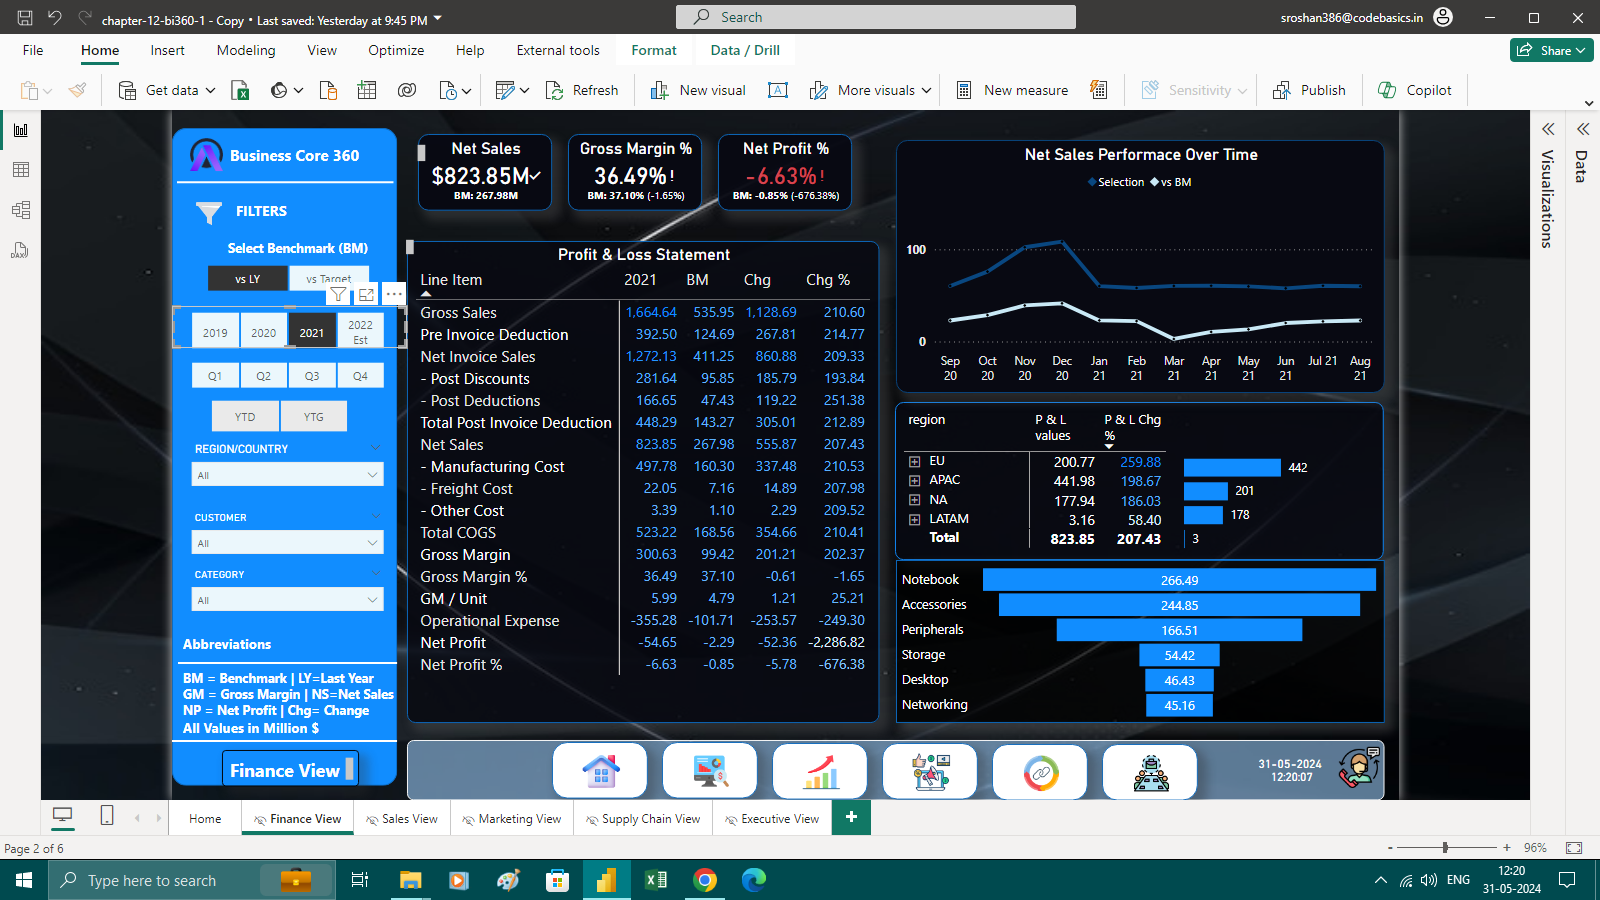 chapter-12-bi360-1 - Copy • Last saved: Yesterday at 9:45 PM
Search
sroshan386@codebasics.in
File Home Insert Modeling View Optimize Help External tools Format Data / Drill
Share
Get data
Refresh
New visual
More visuals
New measure
Sensitivity
Publish
Copilot
Business Core 360
FILTERS
Select Benchmark (BM)
vs LY vs Target
2019 2020 2021 2022 Est
Q1 Q2 Q3 Q4
YTD YTG
REGION/COUNTRY
All
CUSTOMER
All
CATEGORY
All
Abbreviations
BM = Benchmark | LY=Last Year
GM = Gross Margin | NS=Net Sales
NP = Net Profit | Chg= Change
All Values in Million $
Finance View
Net Sales
$823.85M
BM: 267.98M
Gross Margin %
36.49%!
BM: 37.10% (-1.65%)
Net Profit %
-6.63%!
BM: -0.85% (-676.38%)
Profit & Loss Statement
Line Item 2021 BM Chg Chg %
Gross Sales 1,664.64 535.95 1,128.69 210.60
Pre Invoice Deduction 392.50 124.69 267.81 214.77
Net Invoice Sales 1,272.13 411.25 860.88 209.33
- Post Discounts 281.64 95.85 185.79 193.84
- Post Deductions 166.65 47.43 119.22 251.38
Total Post Invoice Deduction 448.29 143.27 305.01 212.89
Net Sales 823.85 267.98 555.87 207.43
- Manufacturing Cost 497.78 160.30 337.48 210.53
- Freight Cost 22.05 7.16 14.89 207.98
- Other Cost 3.39 1.10 2.29 209.52
Total COGS 523.22 168.56 354.66 210.41
Gross Margin 300.63 99.42 201.21 202.37
Gross Margin % 36.49 37.10 -0.61 -1.65
GM / Unit 5.99 4.79 1.21 25.21
Operational Expense -355.28 -101.71 -253.57 -249.30
Net Profit -54.65 -2.29 -52.36 -2,286.82
Net Profit % -6.63 -0.85 -5.78 -676.38
Net Sales Performace Over Time
Selection vs BM
100
0
Sep 20 Oct 20 Nov 20 Dec 20 Jan 21 Feb 21 Mar 21 Apr 21 May 21 Jun 21 Jul 21 Aug 21
region P & L values P & L Chg %
EU 200.77 259.88
APAC 441.98 198.67
NA 177.94 186.03
LATAM 3.16 58.40
Total 823.85 207.43
442
201
178
3
Notebook 266.49
Accessories 244.85
Peripherals 166.51
Storage 54.42
Desktop 46.43
Networking 45.16
31-05-2024
12:20:07
Visualizations
Data
Home Finance View Sales View Marketing View Supply Chain View Executive View
Page 2 of 6
96%
Type here to search
ENG
12:20
31-05-2024